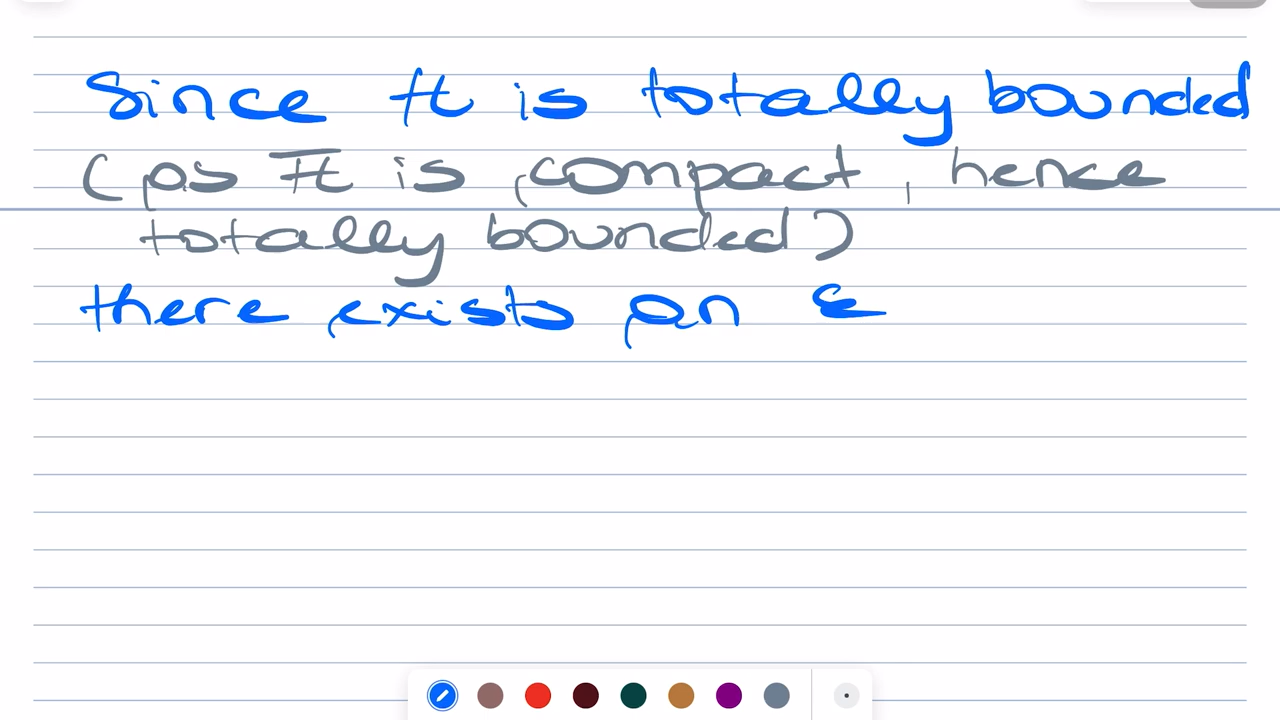 Since ℱ is totally bounded
(as ℱ̅ is compact, hence
totally bounded)
there exists an ε